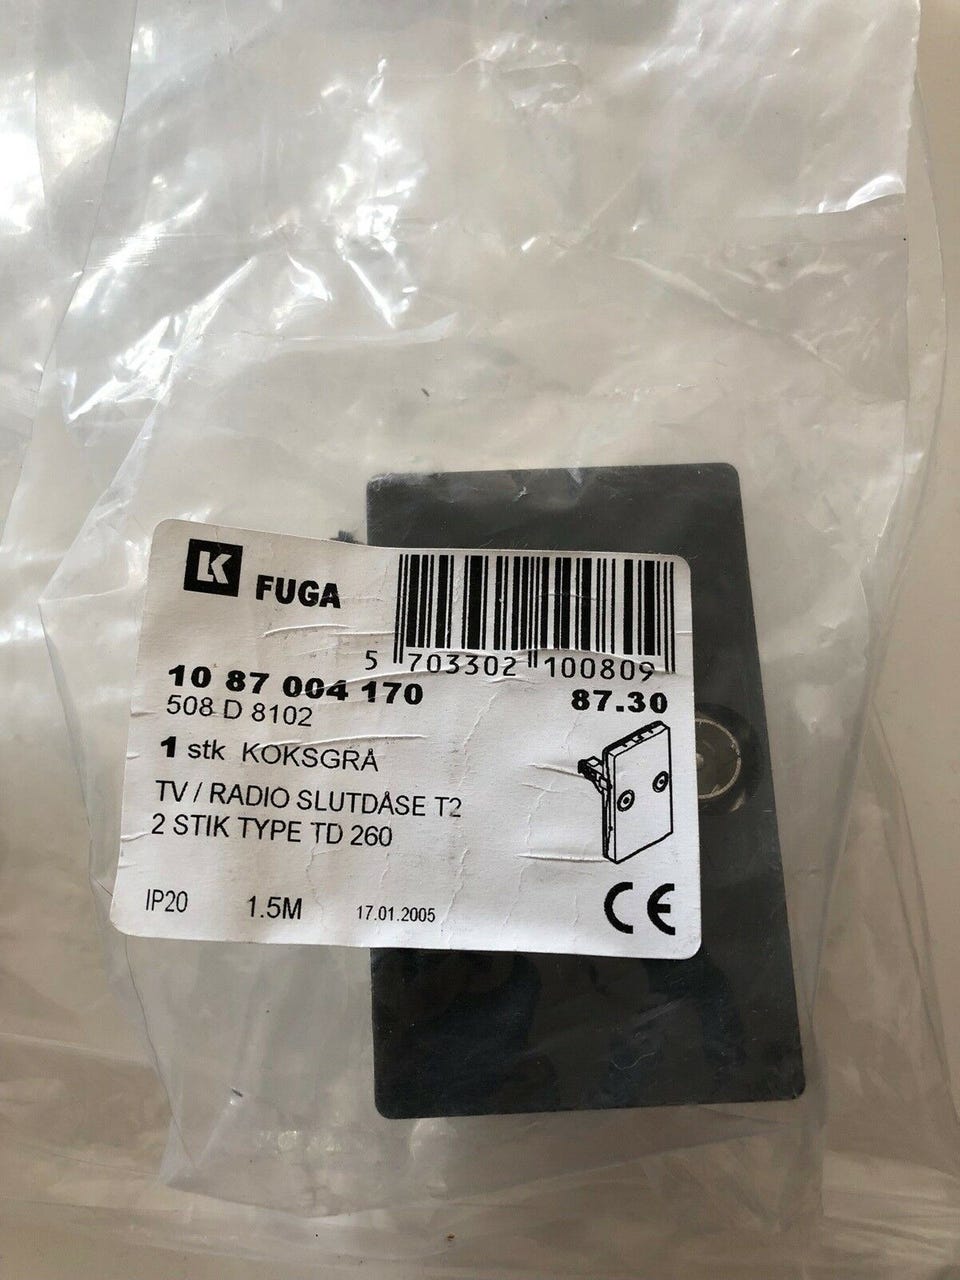 LK FUGA
5 703302 100809
10 87 004 170 87.30
508 D 8102
1 stk KOKSGRÅ
TV / RADIO SLUTDÅSE T2
2 STIK TYPE TD 260
IP20 1.5M 17.01.2005 CE